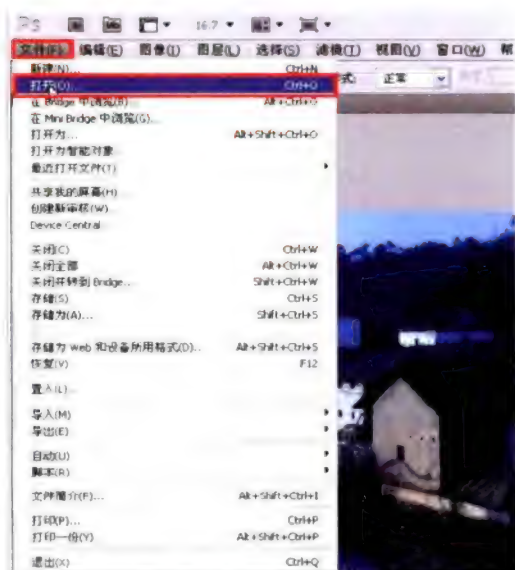 Ps 16.7
文件(F) 编辑(E) 图像(I) 图层(L) 选择(S) 滤镜(T) 视图(V) 窗口(W) 帮
新建(N)... Ctrl+N
式: 正常
打开(O)... Ctrl+O
在 Bridge 中浏览(B)... Alt+Ctrl+O
在 Mini Bridge 中浏览(G)...
打开为... Alt+Shift+Ctrl+O
打开为智能对象...
最近打开文件(T)
共享我的屏幕(H)...
创建新审核(W)...
Device Central...
关闭(C) Ctrl+W
关闭全部 Alt+Ctrl+W
关闭并转到 Bridge... Shift+Ctrl+W
存储(S) Ctrl+S
存储为(A)... Shift+Ctrl+S
存储为 Web 和设备所用格式(D)... Alt+Shift+Ctrl+S
恢复(V) F12
置入(L)...
导入(M)
导出(E)
自动(U)
脚本(R)
文件简介(F)... Alt+Shift+Ctrl+I
打印(P)... Ctrl+P
打印一份(Y) Alt+Shift+Ctrl+P
退出(X) Ctrl+Q